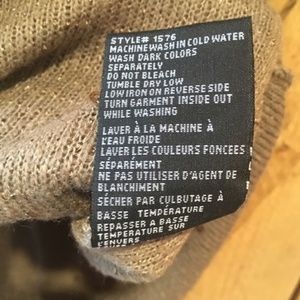 STYLE# 1576
MACHINE WASH IN COLD WATER
WASH DARK COLORS
SEPARATELY
DO NOT BLEACH
TUMBLE DRY LOW
LOW IRON ON REVERSE SIDE
TURN GARMENT INSIDE OUT
WHILE WASHING
LAVER À LA MACHINE À
L'EAU FROIDE
LAVER LES COULEURS FONCEES
SÉPARÉMENT
NE PAS UTILISER D'AGENT DE
BLANCHIMENT
SÉCHER PAR CULBUTAGE À
BASSE TEMPÉRATURE
REPASSER A BASSE
TEMPERATURE SUR
L'ENVERS